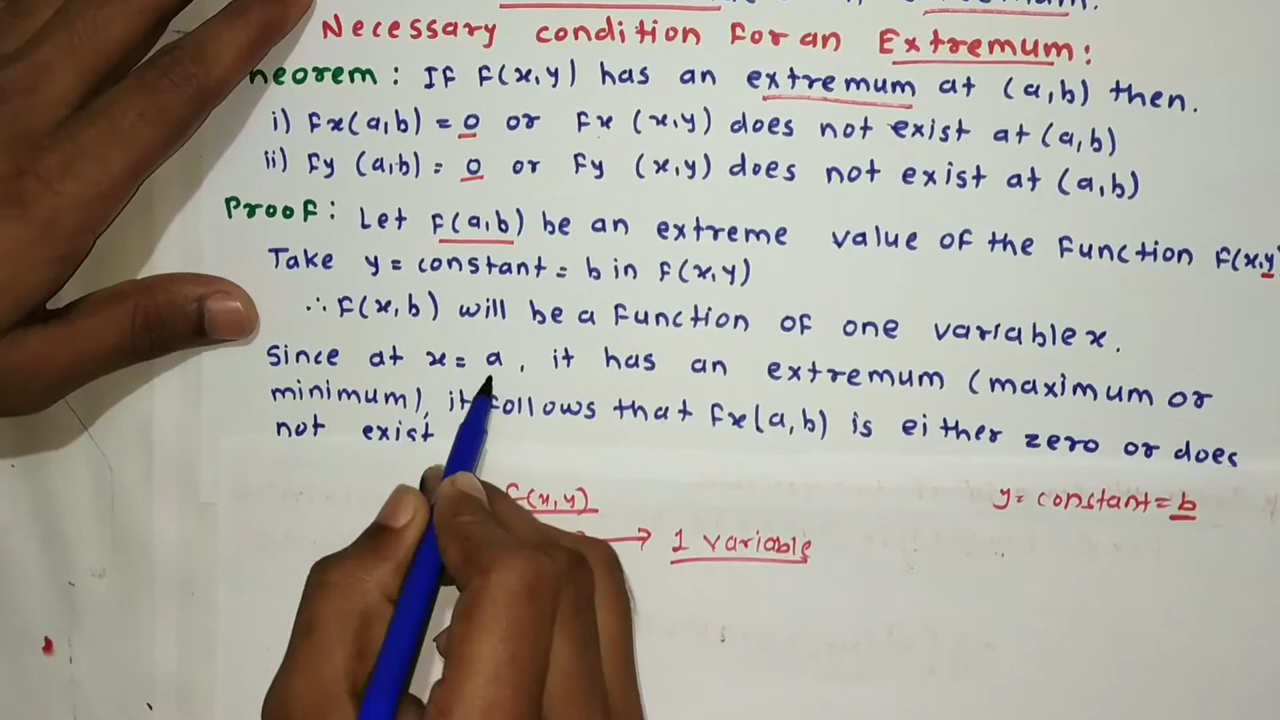 Necessary condition For an Extremum:
heorem: IF F(x,y) has an extremum at (a,b) then.
i) Fx(a,b) = 0 or Fx (x,y) does not exist at (a,b)
ii) Fy (a,b) = 0 or Fy (x,y) does not exist at (a,b)
Proof: Let F(a,b) be an extreme value of the Function F(x,y
Take y = constant = b in F(x,y)
∴ F(x,b) will be a Function of one variable x.
Since at x = a, it has an extremum (maximum or
minimum), it follows that Fx(a,b) is either zero or does
not exist
F(x,y)
y = constant = b
→ 1 variable